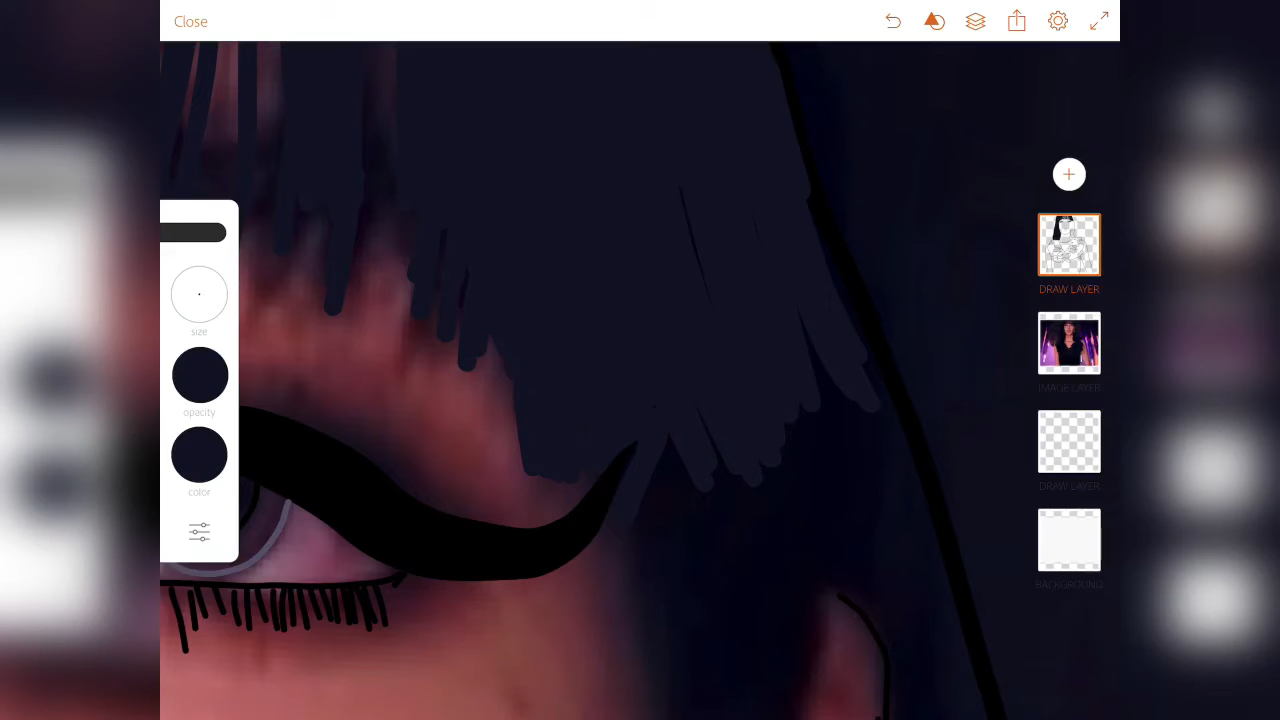 Close
size
opacity
color
DRAW LAYER
IMAGE LAYER
DRAW LAYER
BACKGROUND